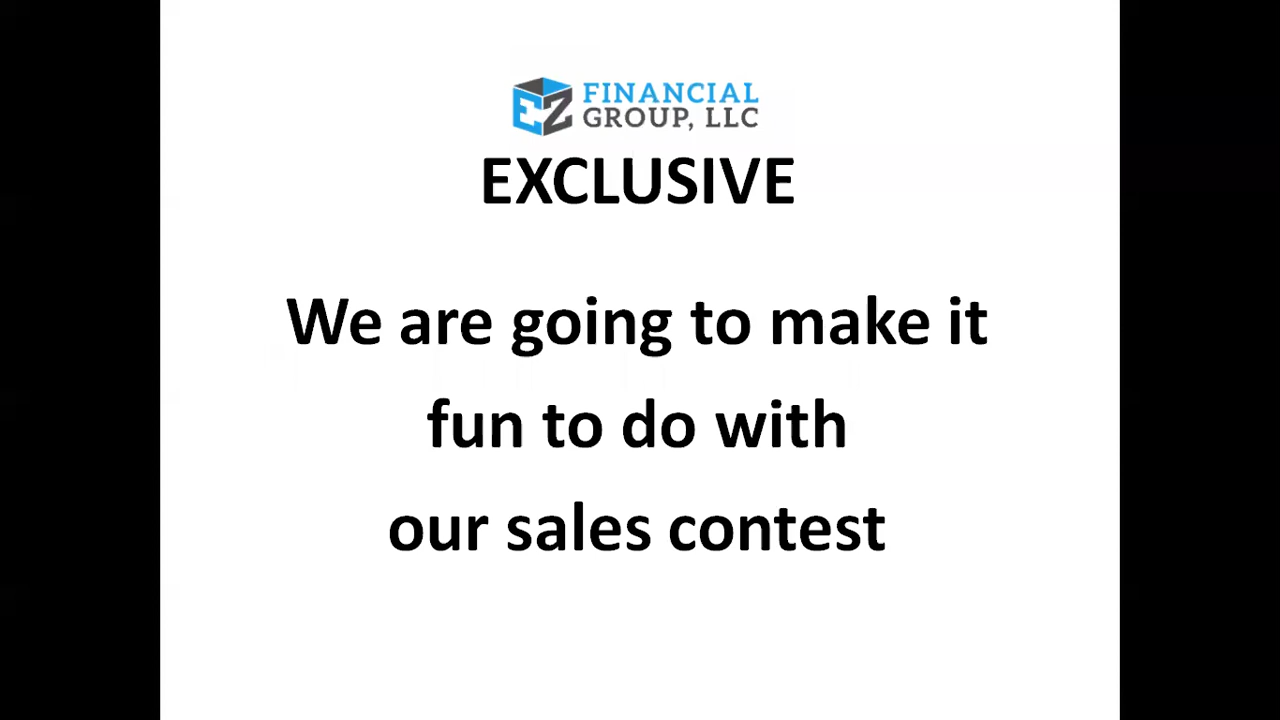 EZ FINANCIAL
GROUP, LLC
EXCLUSIVE
We are going to make it
fun to do with
our sales contest